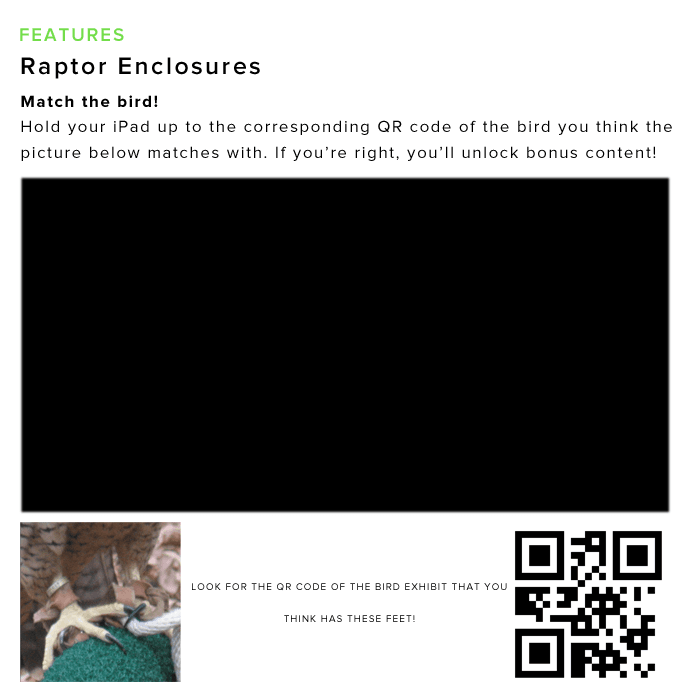 FEATURES
Raptor Enclosures
Match the bird!
Hold your iPad up to the corresponding QR code of the bird you think the
picture below matches with. If you’re right, you’ll unlock bonus content!
LOOK FOR THE QR CODE OF THE BIRD EXHIBIT THAT YOU
THINK HAS THESE FEET!